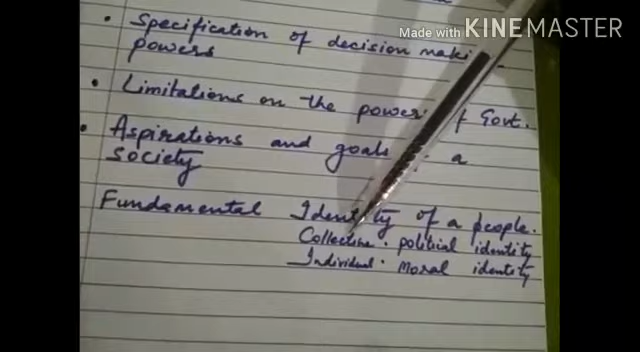 Made with KINEMASTER
• Specification of decision maki
powers
• Limitations on the power f Govt.
• Aspirations and goals a
society
Fundamental Identity of a people.
Collective . political identity
Individual . Moral identity